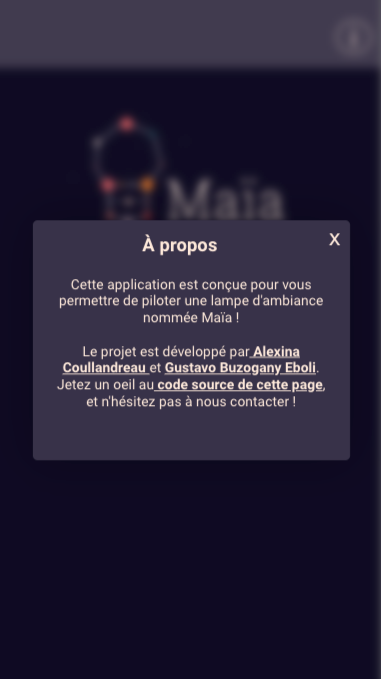 Maïa
À propos
X
Cette application est conçue pour vous
permettre de piloter une lampe d'ambiance
nommée Maïa !
Le projet est développé par Alexina
Coullandreau et Gustavo Buzogany Eboli.
Jetez un oeil au code source de cette page,
et n'hésitez pas à nous contacter !